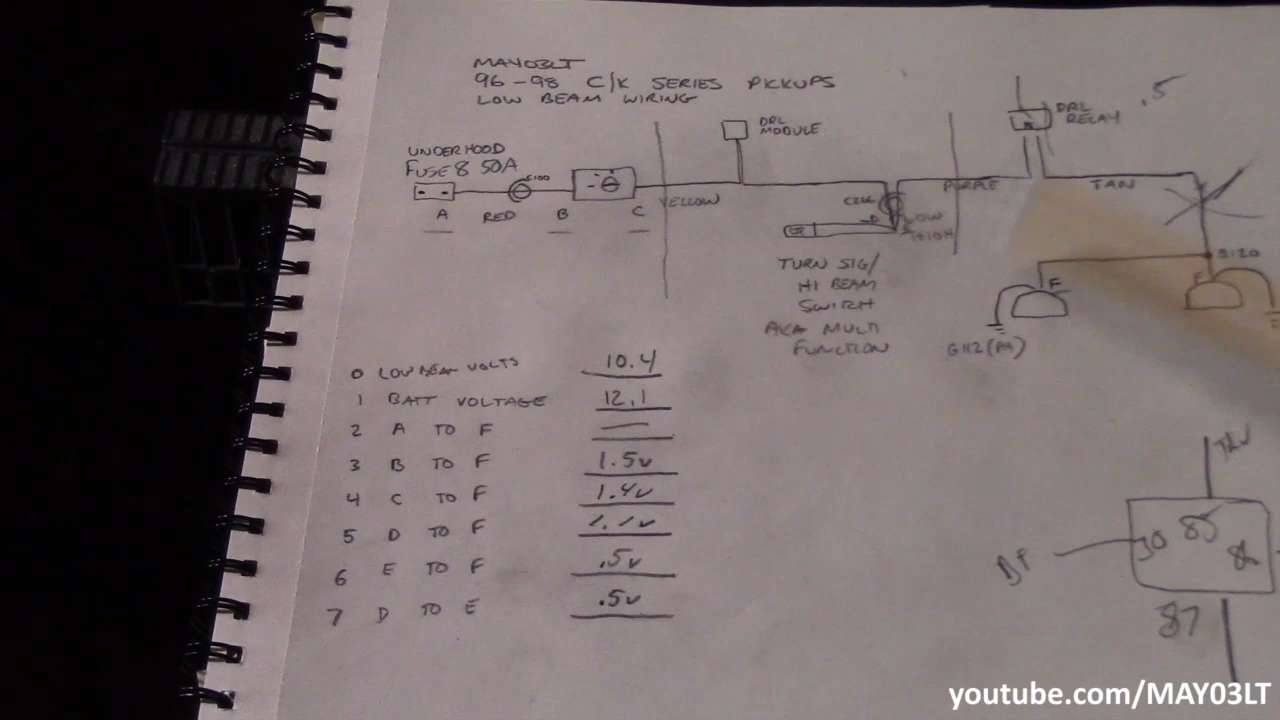 MAY03LT
96-98 C/K SERIES PICKUPS
LOW BEAM WIRING
UNDERHOOD
FUSE 8 50A
C100
A RED B C
YELLOW
DRL
MODULE
D
LOW
HIGH
TURN SIG/
HI BEAM
SWITCH
AKA MULTI
FUNCTION
PURPLE
DRL
RELAY
.5
TAN
S120
F
F
G112(PA)
0 LOW BEAM VOLTS 10.4
1 BATT VOLTAGE 12.1
2 A TO F —
3 B TO F 1.5v
4 C TO F 1.4v
5 D TO F 1.1v
6 E TO F .5v
7 D TO E .5v
30 85
86
87
youtube.com/MAY03LT